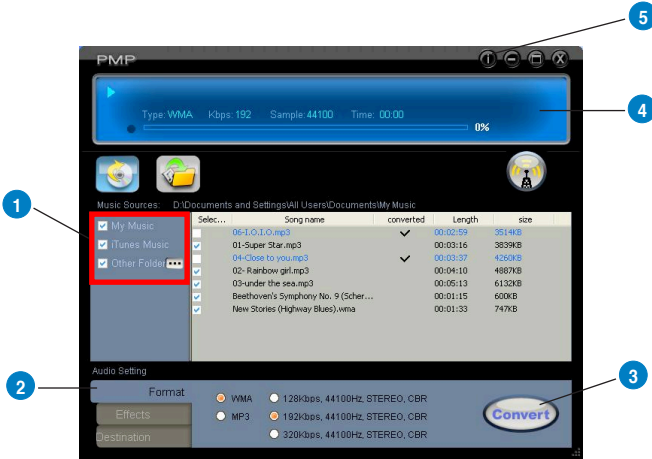 5
PMP
Type: WMA Kbps: 192 Sample: 44100 Time: 00:00
0%
4
Music Sources: D:\Documents and Settings\All Users\Documents\My Music
1
My Music
iTunes Music
Other Folder
Selec... Song name converted Length size
06-I.O.I.O.mp3 00:02:59 3514KB
01-Super Star.mp3 00:03:16 3839KB
04-Close to you.mp3 00:03:37 4260KB
02- Rainbow girl.mp3 00:04:10 4887KB
03-under the sea.mp3 00:05:13 6132KB
Beethoven's Symphony No. 9 (Scher... 00:01:15 600KB
New Stories (Highway Blues).wma 00:01:33 747KB
Audio Setting
2
Format
Effects
Destination
WMA
MP3
128Kbps, 44100Hz, STEREO, CBR
192Kbps, 44100Hz, STEREO, CBR
320Kbps, 44100Hz, STEREO, CBR
Convert
3